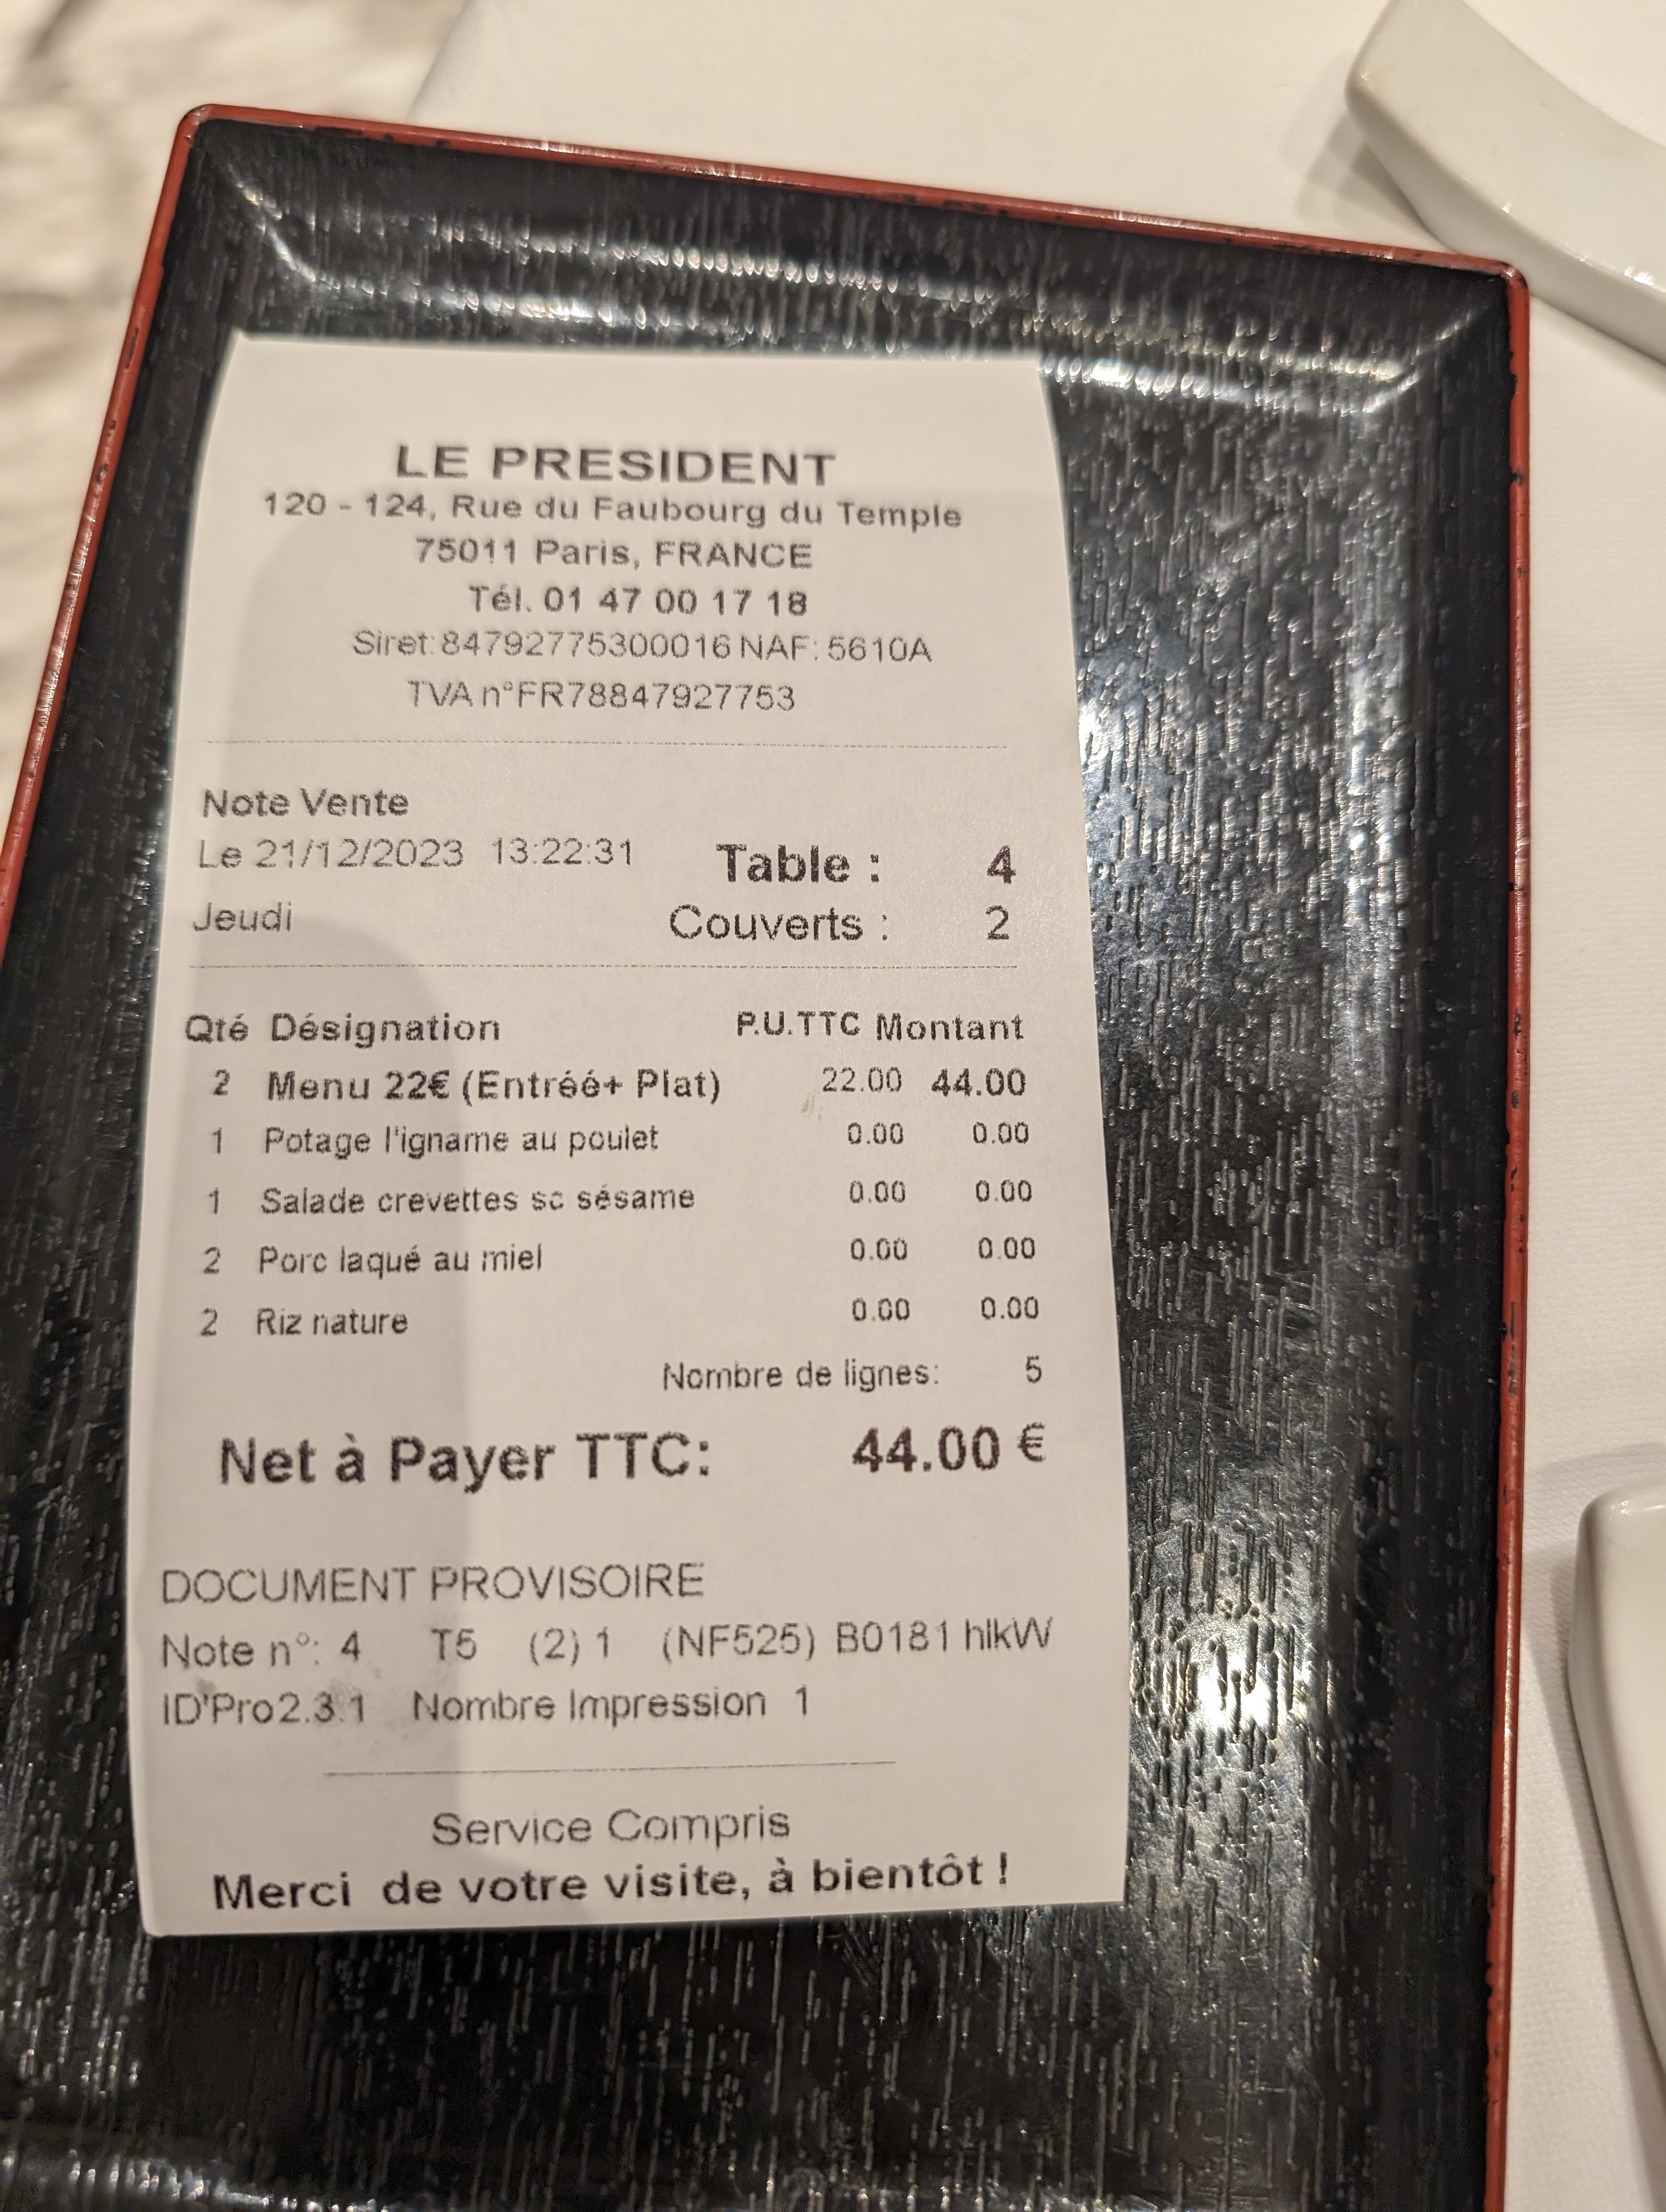 LE PRESIDENT
120 - 124, Rue du Faubourg du Temple
75011 Paris, FRANCE
Tél. 01 47 00 17 18
Siret: 84792775300016 NAF: 5610A
TVA n°FR78847927753
Note Vente
Le 21/12/2023 13:22:31 Table : 4
Jeudi Couverts : 2
Qté Désignation P.U.TTC Montant
2 Menu 22€ (Entréé+ Plat) 22.00 44.00
1 Potage l'igname au poulet 0.00 0.00
1 Salade crevettes sc sésame 0.00 0.00
2 Porc laqué au miel 0.00 0.00
2 Riz nature 0.00 0.00
Nombre de lignes: 5
Net à Payer TTC: 44.00 €
DOCUMENT PROVISOIRE
Note n°: 4 T5 (2) 1 (NF525) B0181 hlkW
ID'Pro2.3.1 Nombre Impression 1
Service Compris
Merci de votre visite, à bientôt !